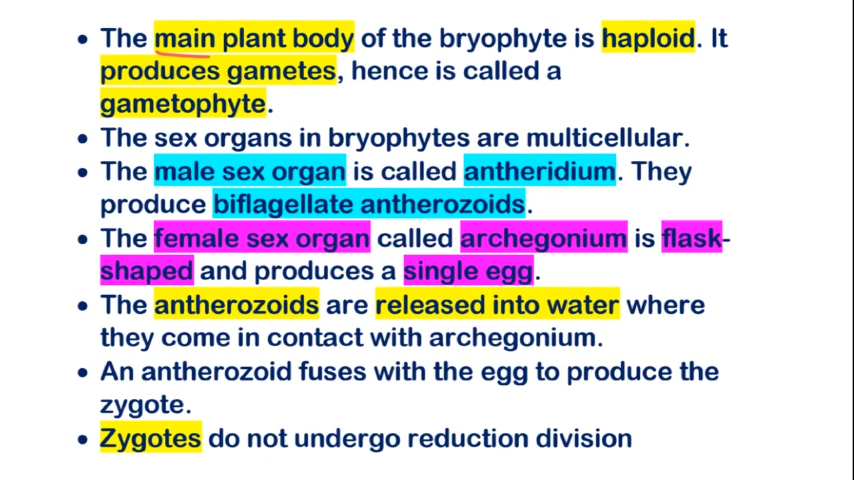 • The main plant body of the bryophyte is haploid. It
produces gametes, hence is called a
gametophyte.
• The sex organs in bryophytes are multicellular.
• The male sex organ is called antheridium. They
produce biflagellate antherozoids.
• The female sex organ called archegonium is flask-
shaped and produces a single egg.
• The antherozoids are released into water where
they come in contact with archegonium.
• An antherozoid fuses with the egg to produce the
zygote.
• Zygotes do not undergo reduction division